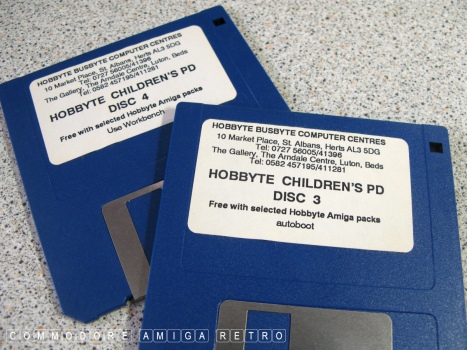 HOBBYTE BUSBYTE COMPUTER CENTRES
10 Market Place, St. Albans, Herts AL3 5DG
Tel: 0727 56005/41396
The Gallery, The Arndale Centre, Luton, Beds
Tel: 0582 457195/411281
HOBBYTE CHILDREN'S PD
DISC 4
Free with selected Hobbyte Amiga packs
Use Workbench
HOBBYTE BUSBYTE COMPUTER CENTRES
10 Market Place, St. Albans, Herts AL3 5DG
Tel: 0727 56005/41396
The Gallery, The Arndale Centre, Luton, Beds
Tel: 0582 457195/411281
HOBBYTE CHILDREN'S PD
DISC 3
Free with selected Hobbyte Amiga packs
autoboot
COMMODORE AMIGA RETRO